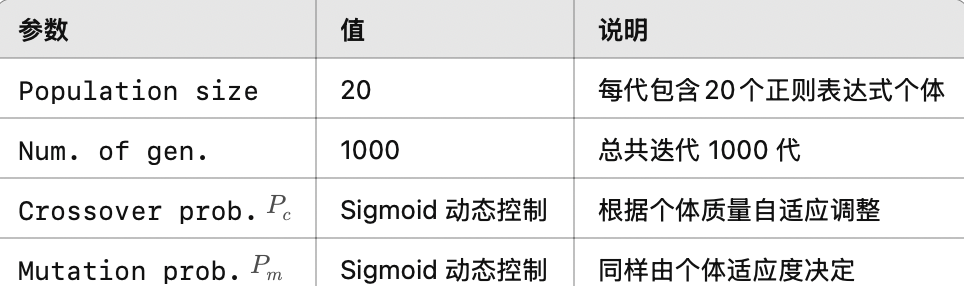 参数 值 说明
Population size 20 每代包含20个正则表达式个体
Num. of gen. 1000 总共迭代 1000 代
Crossover prob. P_c Sigmoid 动态控制 根据个体质量自适应调整
Mutation prob. P_m Sigmoid 动态控制 同样由个体适应度决定